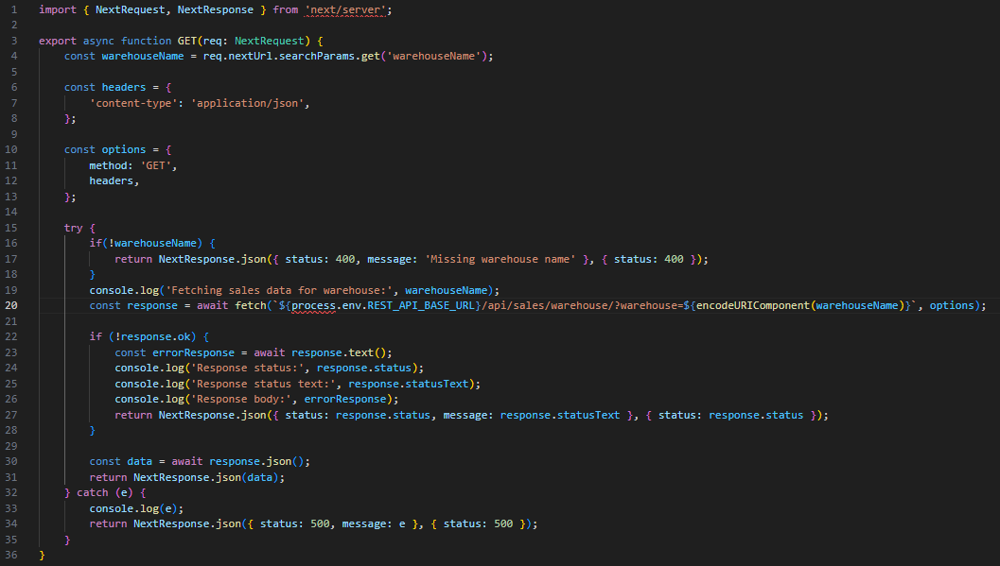 1 import { NextRequest, NextResponse } from 'next/server';
2
3 export async function GET(req: NextRequest) {
4     const warehouseName = req.nextUrl.searchParams.get('warehouseName');
5
6     const headers = {
7         'content-type': 'application/json',
8     };
9
10     const options = {
11         method: 'GET',
12         headers,
13     };
14
15     try {
16         if(!warehouseName) {
17             return NextResponse.json({ status: 400, message: 'Missing warehouse name' }, { status: 400 });
18         }
19         console.log('Fetching sales data for warehouse:', warehouseName);
20         const response = await fetch(`${process.env.REST_API_BASE_URL}/api/sales/warehouse/?warehouse=${encodeURIComponent(warehouseName)}`, options);
21
22         if (!response.ok) {
23             const errorResponse = await response.text();
24             console.log('Response status:', response.status);
25             console.log('Response status text:', response.statusText);
26             console.log('Response body:', errorResponse);
27             return NextResponse.json({ status: response.status, message: response.statusText }, { status: response.status });
28         }
29
30         const data = await response.json();
31         return NextResponse.json(data);
32     } catch (e) {
33         console.log(e);
34         return NextResponse.json({ status: 500, message: e }, { status: 500 });
35     }
36 }